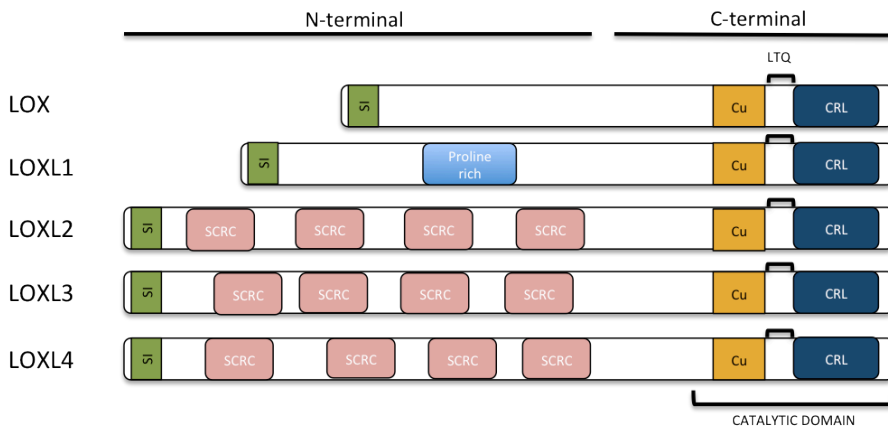 N-terminal C-terminal
LTQ
LOX SI Cu CRL
LOXL1 SI Proline rich Cu CRL
LOXL2 SI SCRC SCRC SCRC SCRC Cu CRL
LOXL3 SI SCRC SCRC SCRC SCRC Cu CRL
LOXL4 SI SCRC SCRC SCRC SCRC Cu CRL
CATALYTIC DOMAIN